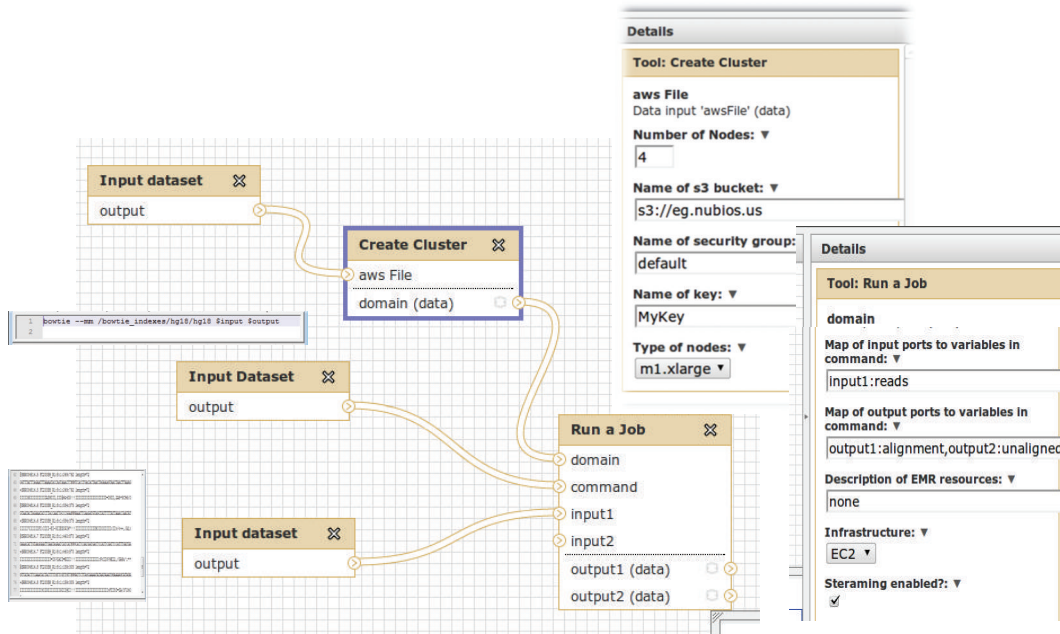 Details
Tool: Create Cluster
aws File
Data input 'awsFile' (data)
Number of Nodes: ▼
4
Name of s3 bucket: ▼
s3://eg.nubios.us
Name of security group:
default
Name of key: ▼
MyKey
Type of nodes: ▼
m1.xlarge ▼
Input dataset
output
Create Cluster
aws File
domain (data)
1 bowtie --mm /bowtie_indexes/hg18/hg18 $input $output
2
Input Dataset
output
Input dataset
output
Run a Job
domain
command
input1
input2
output1 (data)
output2 (data)
Details
Tool: Run a Job
domain
Map of input ports to variables in
command: ▼
input1:reads
Map of output ports to variables in
command: ▼
output1:alignment,output2:unaligned
Description of EMR resources: ▼
none
Infrastructure: ▼
EC2 ▼
Steraming enabled?: ▼